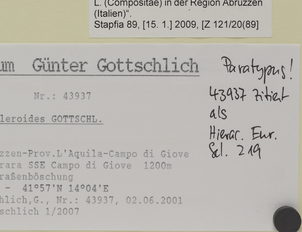 L. (Compositae) in der Region Abruzzen
(Italien)“.
Stapfia 89, [15. 1.] 2009, [Z 121/20(89]
um Günter Gottschlich
Nr.: 43937
leroides GOTTSCHL.
zzen-Prov.L'Aquila-Campo di Giove
rara SSE Campo di Giove 1200m
raßenböschung
- 41°57'N 14°04'E
hlich,G., Nr.: 43937, 02.06.2001
schlich 1/2007
Paratypus!
43937 zitiert
als
Hierac. Eur.
Sel. 219